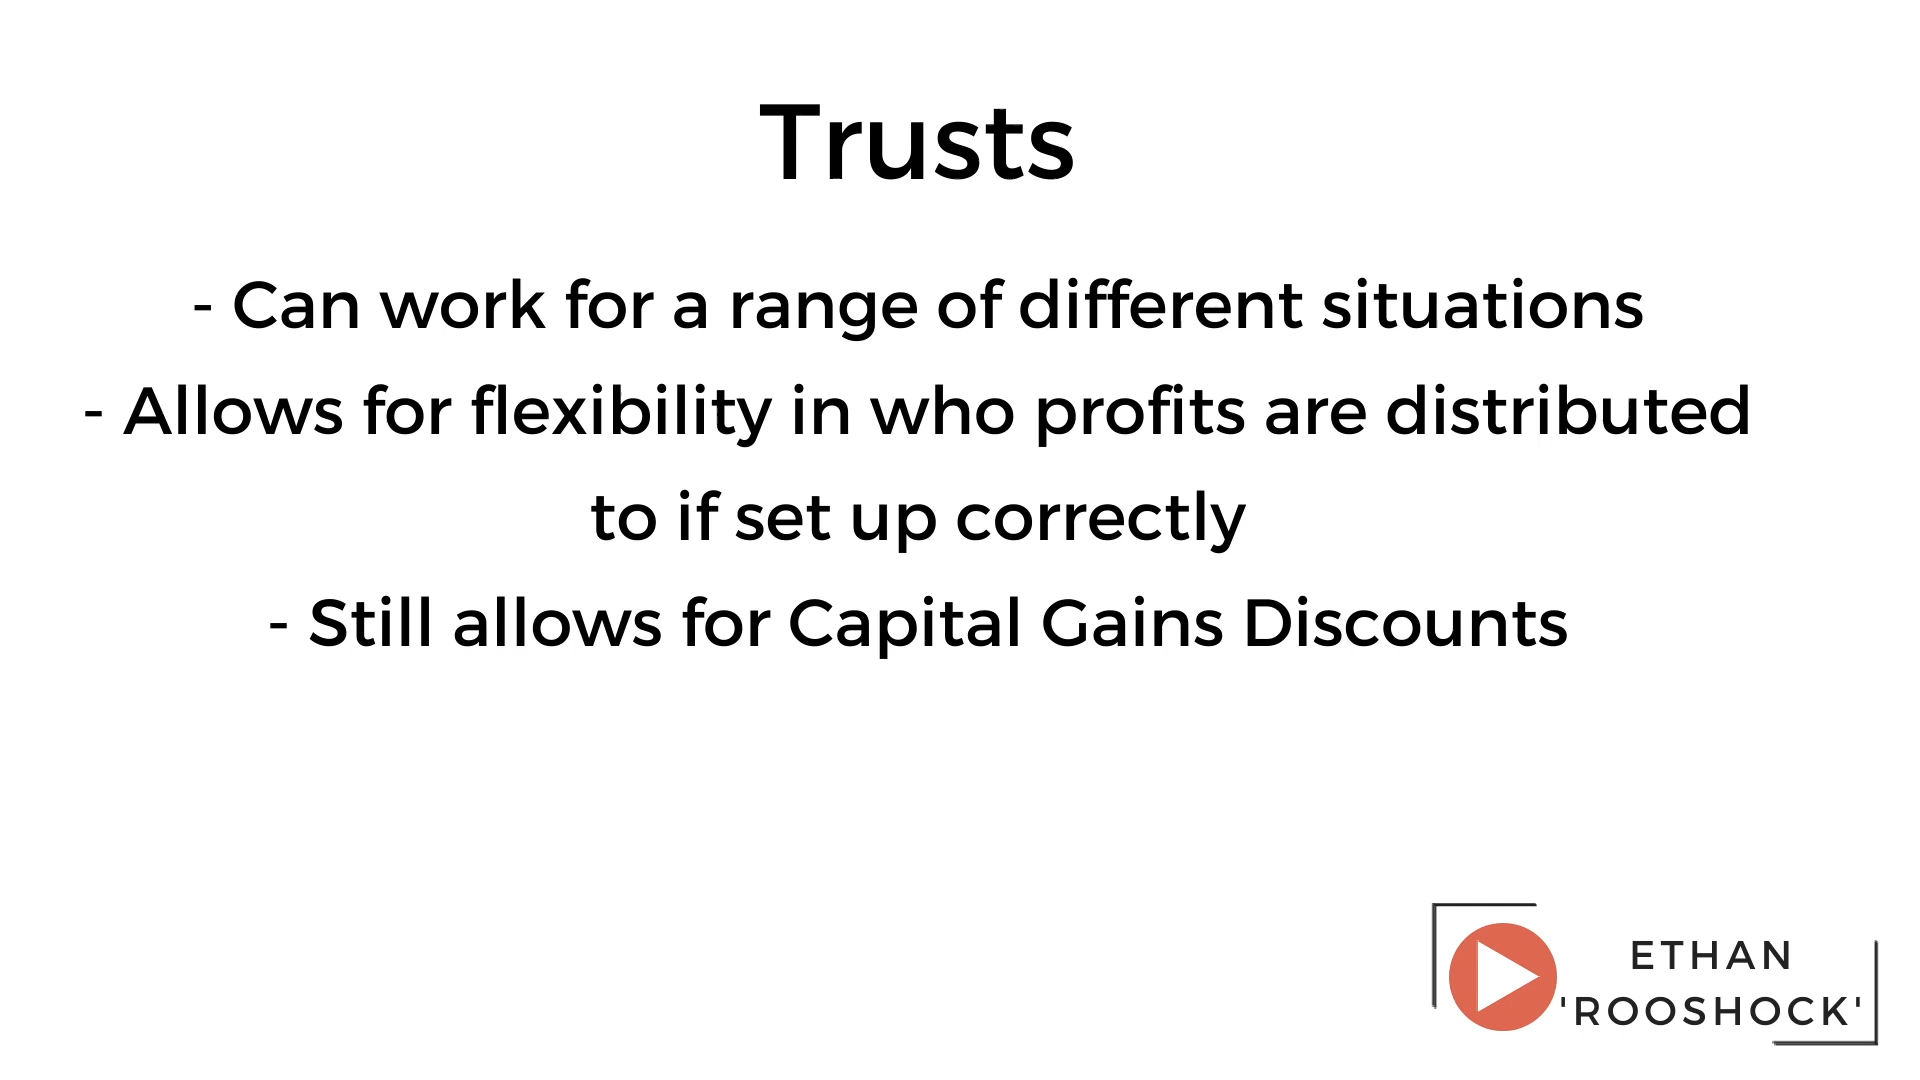 Trusts
- Can work for a range of different situations
- Allows for flexibility in who profits are distributed
to if set up correctly
- Still allows for Capital Gains Discounts
ETHAN
'ROOSHOCK'